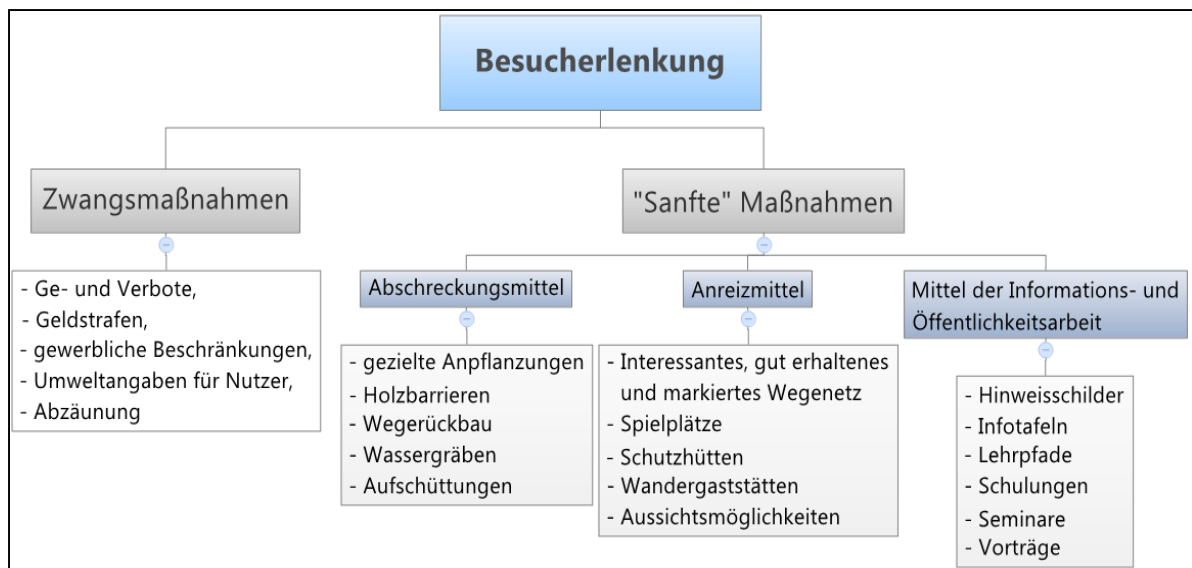 Besucherlenkung
Zwangsmaßnahmen
- Ge- und Verbote,
- Geldstrafen,
- gewerbliche Beschränkungen,
- Umweltangaben für Nutzer,
- Abzäunung
"Sanfte" Maßnahmen
Abschreckungsmittel
- gezielte Anpflanzungen
- Holzbarrieren
- Wegerückbau
- Wassergräben
- Aufschüttungen
Anreizmittel
- Interessantes, gut erhaltenes
und markiertes Wegenetz
- Spielplätze
- Schutzhütten
- Wandergaststätten
- Aussichtsmöglichkeiten
Mittel der Informations- und
Öffentlichkeitsarbeit
- Hinweisschilder
- Infotafeln
- Lehrpfade
- Schulungen
- Seminare
- Vorträge